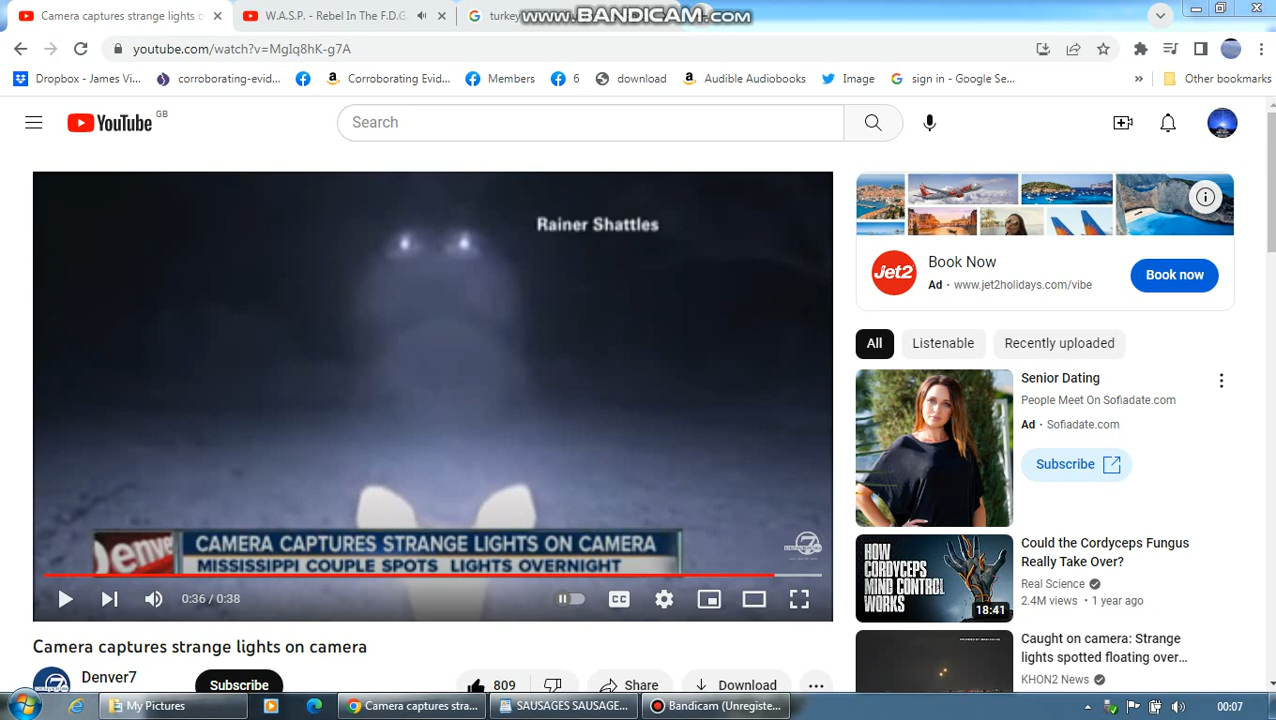 Camera captures strange lights o
W.A.S.P. - Rebel In The F.D.G
turkey
www.BANDICAM.com
youtube.com/watch?v=MgIq8hK-g7A
Dropbox - James Vi...
corroborating-evid...
Corroborating Evid...
Members
6
download
Audible Audiobooks
Image
sign in - Google Se...
»
Other bookmarks
YouTube GB
Search
Rainer Shattles
CAMERA CAPTURES STRANGE LIGHTS ON CAMERA
MISSISSIPPI COUPLE SPOTS LIGHTS OVERNIGHT
7
0:36 / 0:38
CC
Camera captures strange lights on camera
Denver7
Subscribe
809
Share
Download
Jet2
Book Now
Ad · www.jet2holidays.com/vibe
Book now
All
Listenable
Recently uploaded
Senior Dating
People Meet On Sofiadate.com
Ad · Sofiadate.com
Subscribe
HOW
CORDYCEPS
MIND CONTROL
WORKS
18:41
Could the Cordyceps Fungus
Really Take Over?
Real Science
2.4M views · 1 year ago
Caught on camera: Strange
lights spotted floating over...
KHON2 News
My Pictures
Camera captures stra...
SAUSAGES SAUSAGE...
Bandicam (Unregiste...
00:07